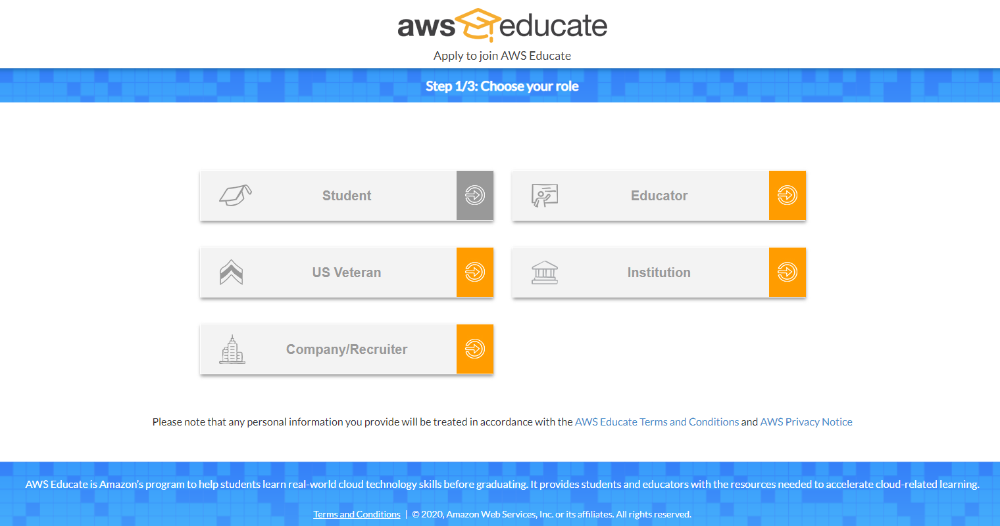 aws educate
Apply to join AWS Educate
Step 1/3: Choose your role
Student
Educator
US Veteran
Institution
Company/Recruiter
Please note that any personal information you provide will be treated in accordance with the AWS Educate Terms and Conditions and AWS Privacy Notice
AWS Educate is Amazon’s program to help students learn real-world cloud technology skills before graduating. It provides students and educators with the resources needed to accelerate cloud-related learning.
Terms and Conditions | © 2020, Amazon Web Services, Inc. or its affiliates. All rights reserved.